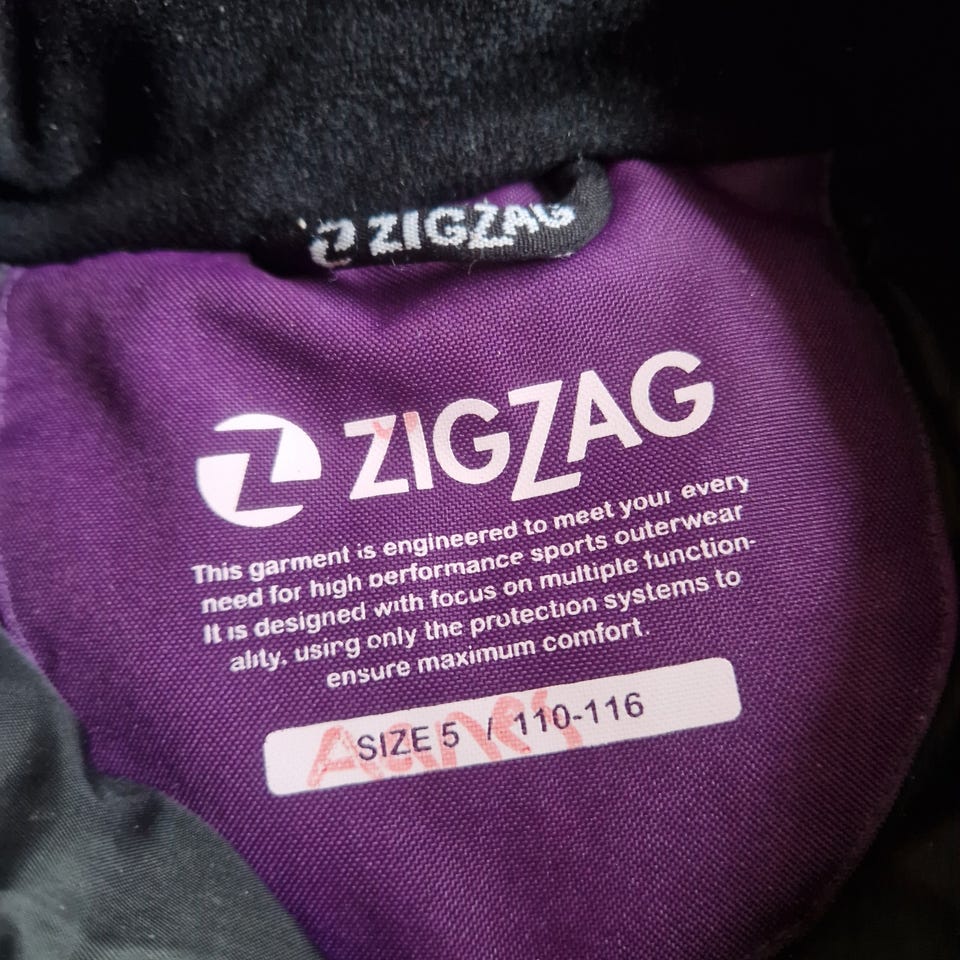 ZIGZAG
ZIGZAG
This garment is engineered to meet your every
need for high performance sports outerwear
It is designed with focus on multiple function-
ality, using only the protection systems to
ensure maximum comfort.
SIZE 5 / 110-116